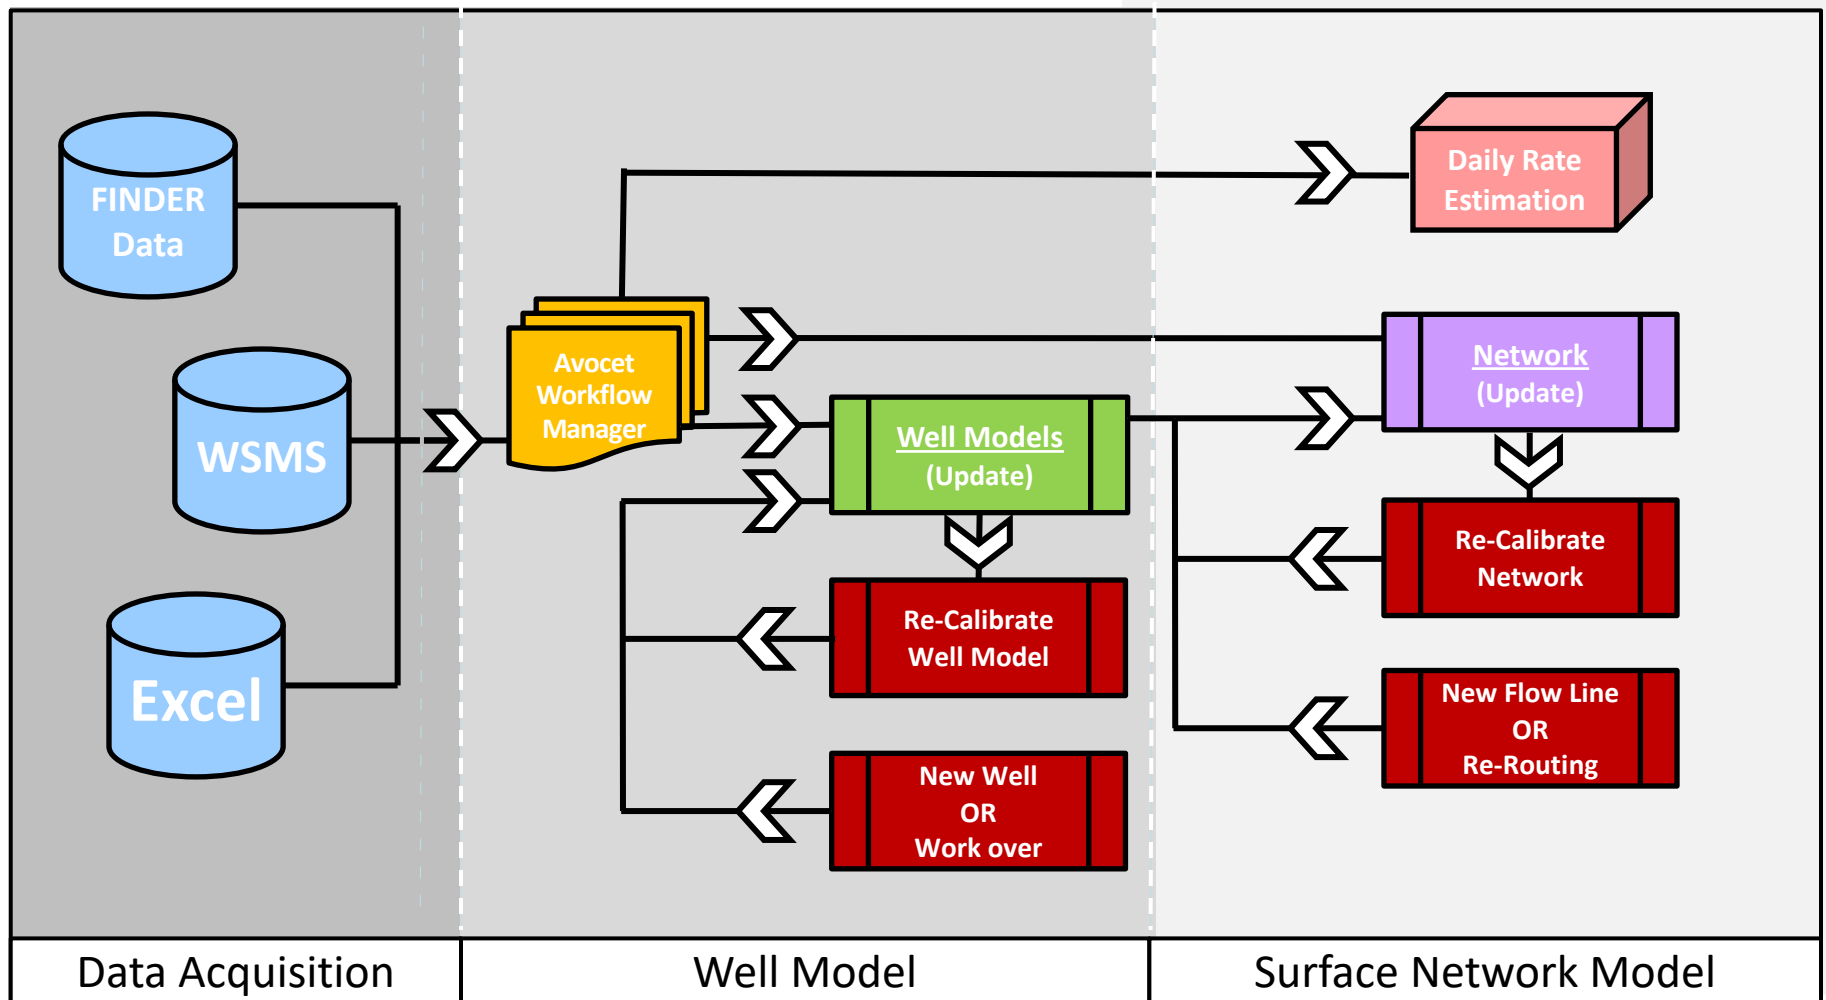 FINDER
Data
WSMS
Excel
Avocet
Workflow
Manager
Well Models
(Update)
Re-Calibrate
Well Model
New Well
OR
Work over
Daily Rate
Estimation
Network
(Update)
Re-Calibrate
Network
New Flow Line
OR
Re-Routing
Data Acquisition
Well Model
Surface Network Model